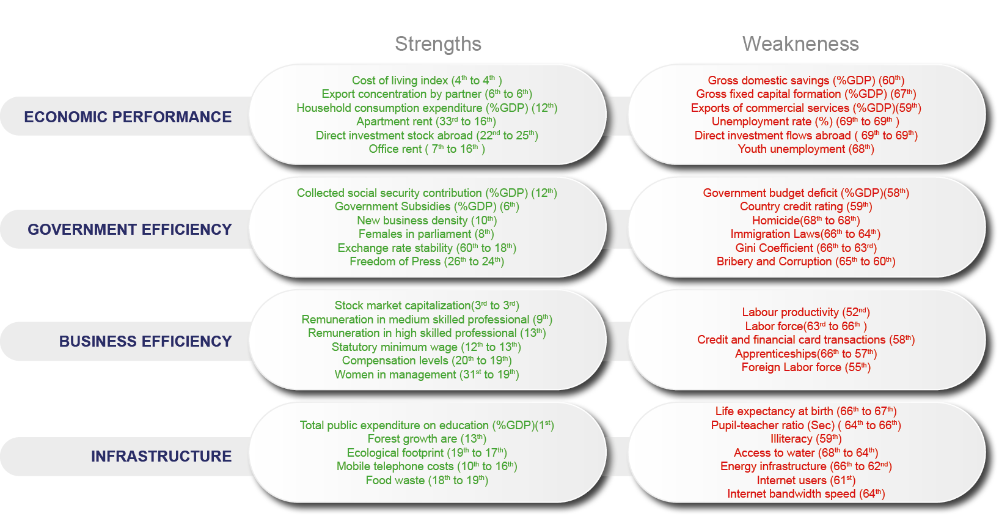 Strengths
Weakneness
ECONOMIC PERFORMANCE
Cost of living index (4th to 4th )
Export concentration by partner (6th to 6th)
Household consumption expenditure (%GDP) (12th)
Apartment rent (33rd to 16th)
Direct investment stock abroad (22nd to 25th)
Office rent ( 7th to 16th )
Gross domestic savings (%GDP) (60th)
Gross fixed capital formation (%GDP) (67th)
Exports of commercial services (%GDP)(59th)
Unemployment rate (%) (69th to 69th )
Direct investment flows abroad ( 69th to 69th)
Youth unemployment (68th)
GOVERNMENT EFFICIENCY
Collected social security contribution (%GDP) (12th)
Government Subsidies (%GDP) (6th)
New business density (10th)
Females in parliament (8th)
Exchange rate stability (60th to 18th)
Freedom of Press (26th to 24th)
Government budget deficit (%GDP)(58th)
Country credit rating (59th)
Homicide(68th to 68th)
Immigration Laws(66th to 64th)
Gini Coefficient (66th to 63rd)
Bribery and Corruption (65th to 60th)
BUSINESS EFFICIENCY
Stock market capitalization(3rd to 3rd)
Remuneration in medium skilled professional (9th)
Remuneration in high skilled professional (13th)
Statutory minimum wage (12th to 13th)
Compensation levels (20th to 19th)
Women in management (31st to 19th)
Labour productivity (52nd)
Labor force(63rd to 66th )
Credit and financial card transactions (58th)
Apprenticeships(66th to 57th)
Foreign Labor force (55th)
INFRASTRUCTURE
Total public expenditure on education (%GDP)(1st)
Forest growth are (13th)
Ecological footprint (19th to 17th)
Mobile telephone costs (10th to 16th)
Food waste (18th to 19th)
Life expectancy at birth (66th to 67th)
Pupil-teacher ratio (Sec) ( 64th to 66th)
Illiteracy (59th)
Access to water (68th to 64th)
Energy infrastructure (66th to 62nd)
Internet users (61st)
Internet bandwidth speed (64th)